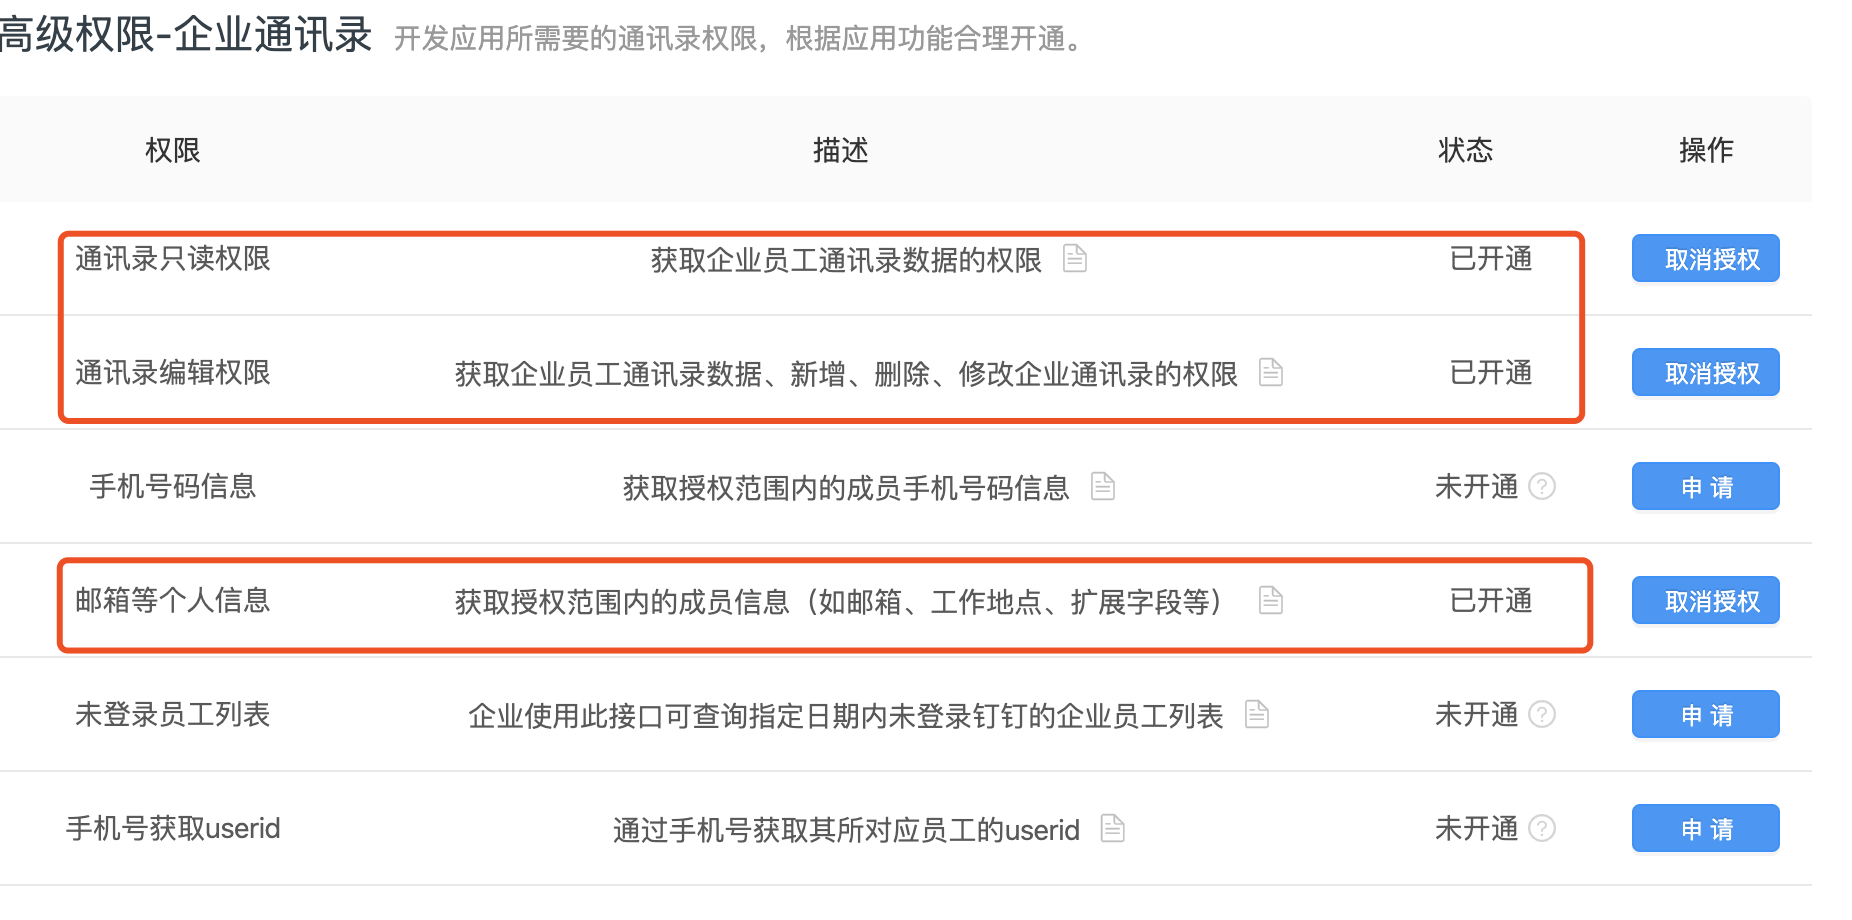 高级权限-企业通讯录 开发应用所需要的通讯录权限，根据应用功能合理开通。
权限 描述 状态 操作
通讯录只读权限 获取企业员工通讯录数据的权限 已开通 取消授权
通讯录编辑权限 获取企业员工通讯录数据、新增、删除、修改企业通讯录的权限 已开通 取消授权
手机号码信息 获取授权范围内的成员手机号码信息 未开通 ? 申请
邮箱等个人信息 获取授权范围内的成员信息（如邮箱、工作地点、扩展字段等） 已开通 取消授权
未登录员工列表 企业使用此接口可查询指定日期内未登录钉钉的企业员工列表 未开通 ? 申请
手机号获取userid 通过手机号获取其所对应员工的userid 未开通 ? 申请